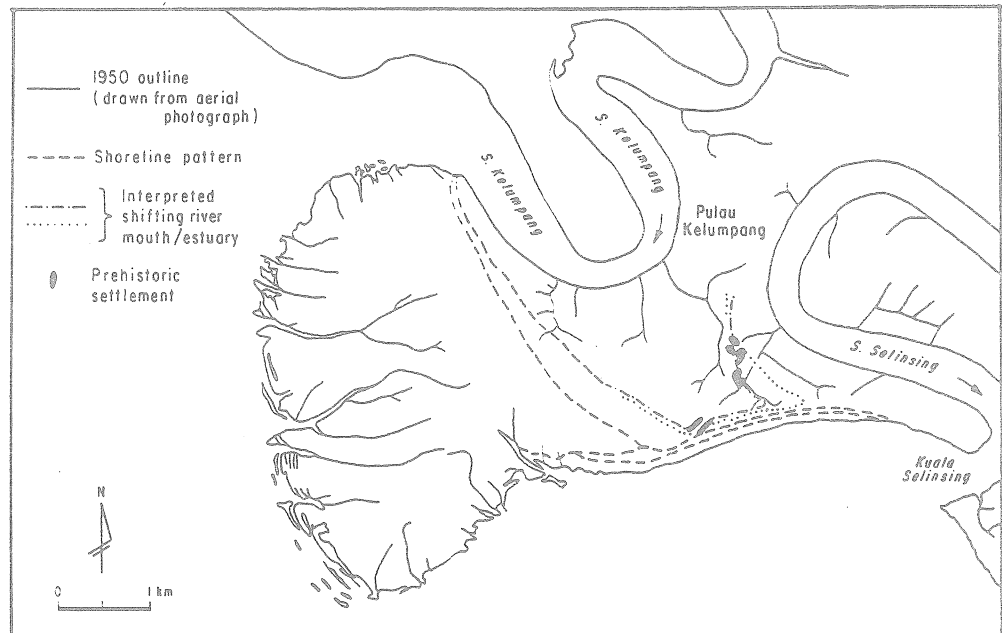 1950 outline
(drawn from aerial
photograph)
Shoreline pattern
Interpreted
shifting river
mouth/estuary
Prehistoric
settlement
S. Kelumpang
S. Kelumpang
Pulau
Kelumpang
S. Selinsing
Kuala
Selinsing
N
0 1 km